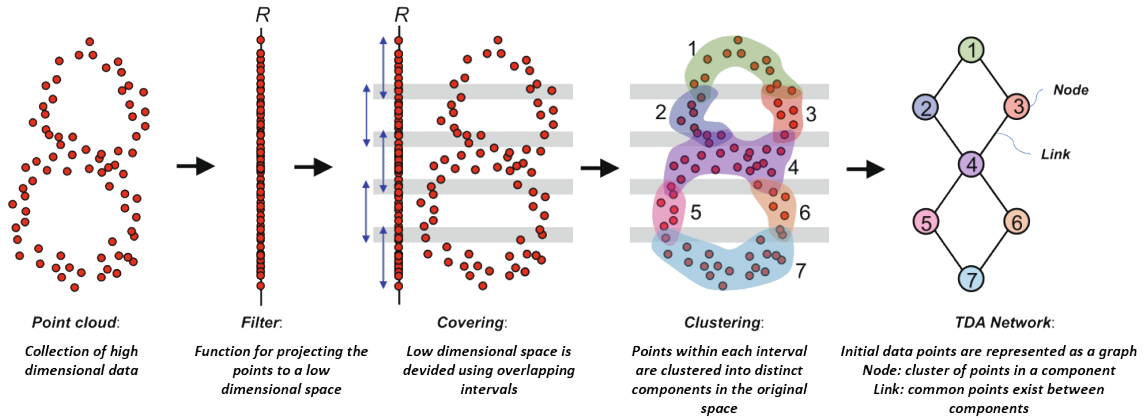 R
R
1
2
3
4
5
6
7
1
2
3
4
5
6
7
Node
Link
Point cloud:
Collection of high
dimensional data
Filter:
Function for projecting the
points to a low
dimensional space
Covering:
Low dimensional space is
devided using overlapping
intervals
Clustering:
Points within each interval
are clustered into distinct
components in the original
space
TDA Network:
Initial data points are represented as a graph
Node: cluster of points in a component
Link: common points exist between
components